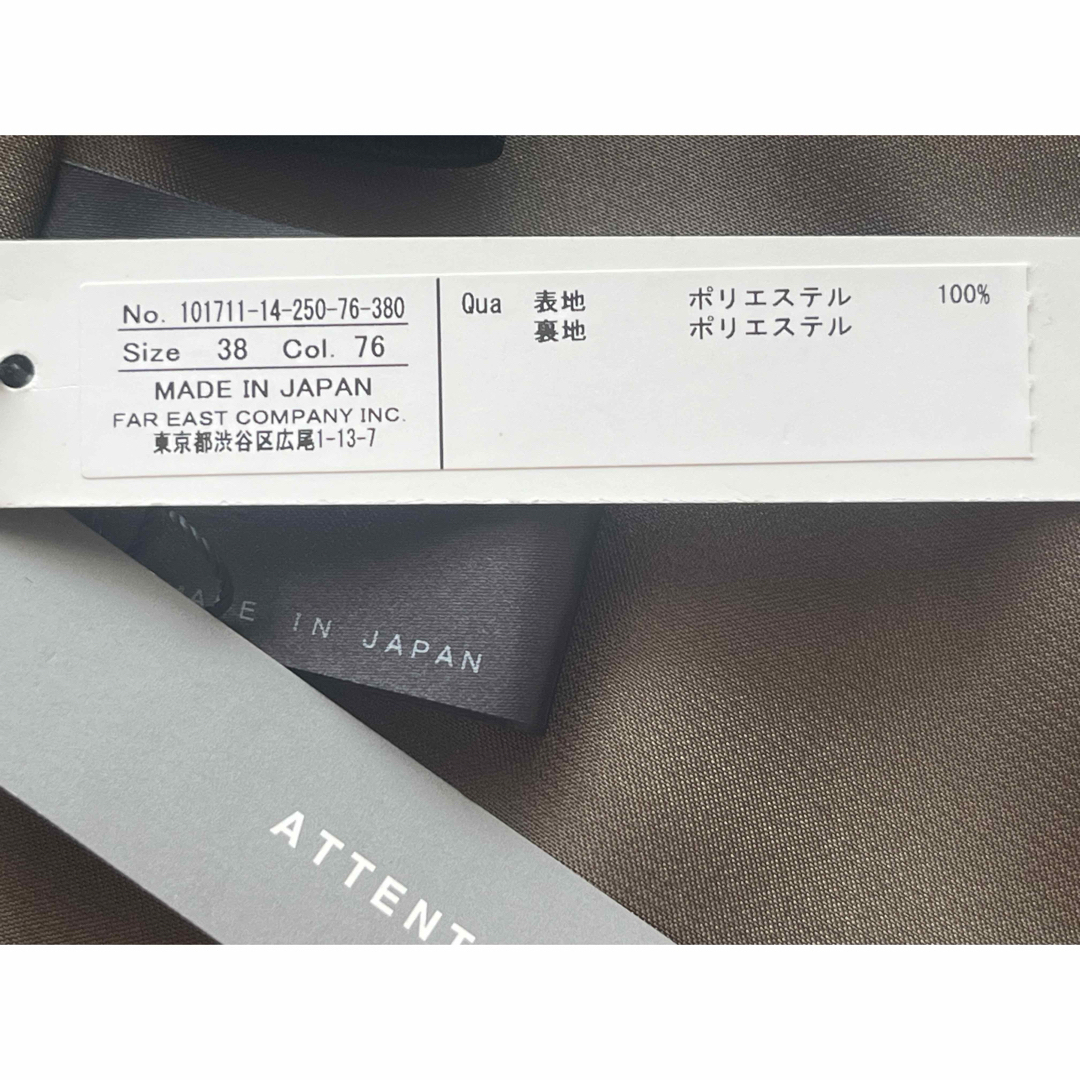 No. 101711-14-250-76-380
Size 38 Col. 76
MADE IN JAPAN
FAR EAST COMPANY INC.
東京都渋谷区広尾1-13-7
Qua 表地 ポリエステル 100%
裏地 ポリエステル
IN JAPAN
ATTENT